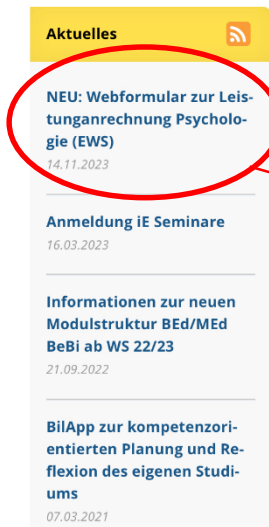 Aktuelles
NEU: Webformular zur Leis-
tunganrechnung Psycholo-
gie (EWS)
14.11.2023
Anmeldung iE Seminare
16.03.2023
Informationen zur neuen
Modulstruktur BEd/MEd
BeBi ab WS 22/23
21.09.2022
BilApp zur kompetenzori-
entierten Planung und Re-
flexion des eigenen Studi-
ums
07.03.2021